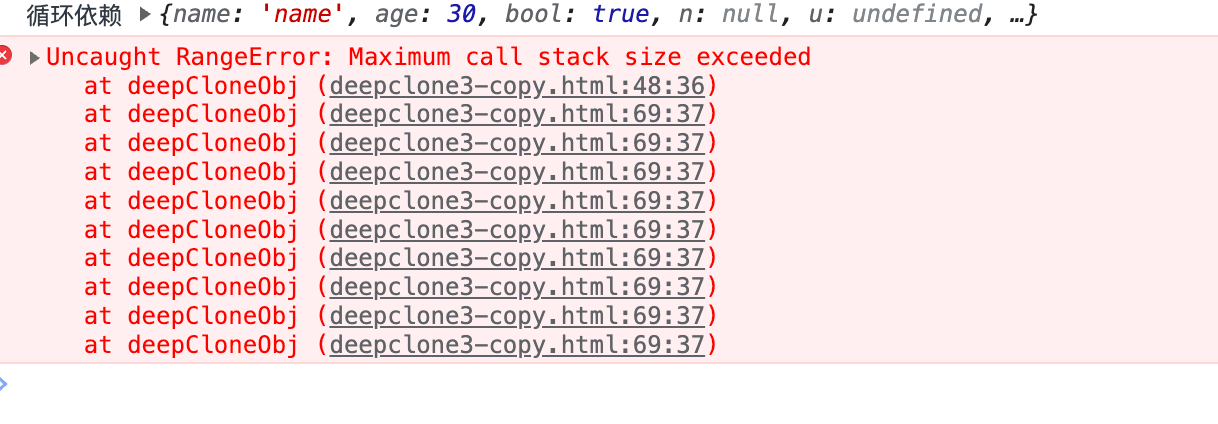 循环依赖 ▶{name: 'name', age: 30, bool: true, n: null, u: undefined, …}
▶Uncaught RangeError: Maximum call stack size exceeded
at deepCloneObj (deepclone3-copy.html:48:36)
at deepCloneObj (deepclone3-copy.html:69:37)
at deepCloneObj (deepclone3-copy.html:69:37)
at deepCloneObj (deepclone3-copy.html:69:37)
at deepCloneObj (deepclone3-copy.html:69:37)
at deepCloneObj (deepclone3-copy.html:69:37)
at deepCloneObj (deepclone3-copy.html:69:37)
at deepCloneObj (deepclone3-copy.html:69:37)
at deepCloneObj (deepclone3-copy.html:69:37)
at deepCloneObj (deepclone3-copy.html:69:37)